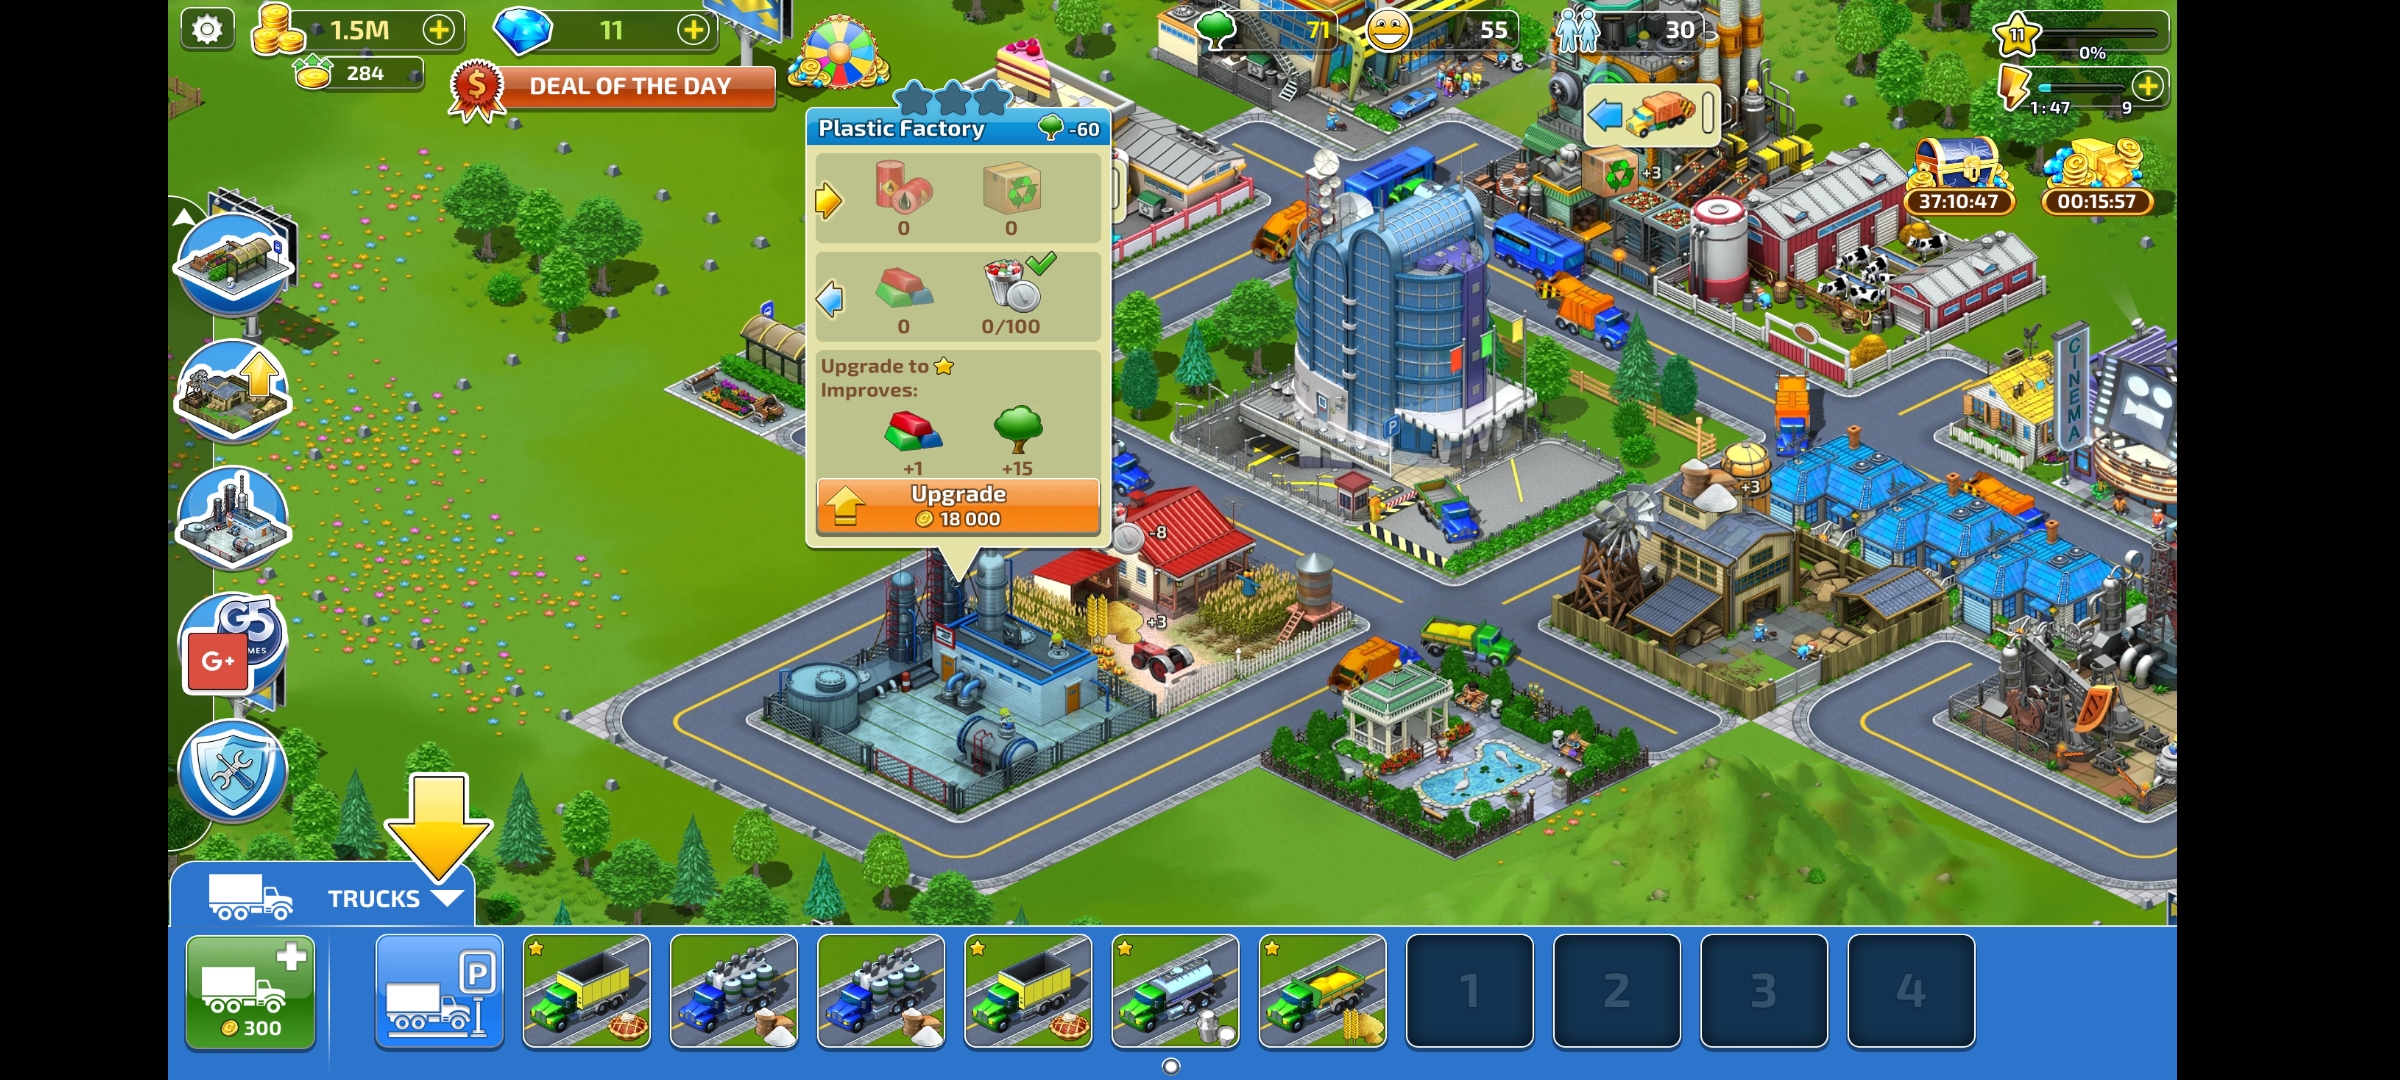 1.5M
11
71
55
30
11
0%
284
DEAL OF THE DAY
1:47
9
Plastic Factory
-60
+3
37:10:47
00:15:57
0
0
0
0/100
Upgrade to
Improves:
CINEMA
P
+1
+15
+3
Upgrade
18 000
-8
+3
G5
MES
G+
TRUCKS
P
300
1
2
3
4